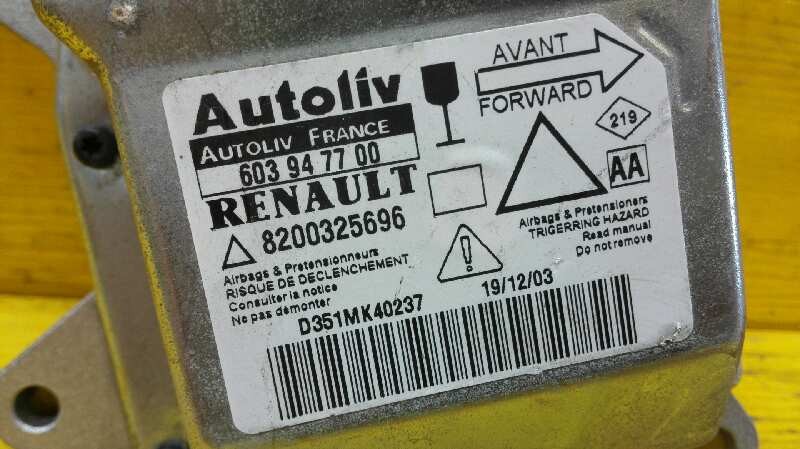 Autoliv
AUTOLIV FRANCE
603 94 77 00
RENAULT
8200325696
Airbags & Pretensionneurs
RISQUE DE DECLENCHEMENT
Consulter la notice
Ne pas démonter
AVANT
FORWARD
219
AA
Airbags & Pretensioners
TRIGERRING HAZARD
Read manual
Do not remove
19/12/03
D351MK40237